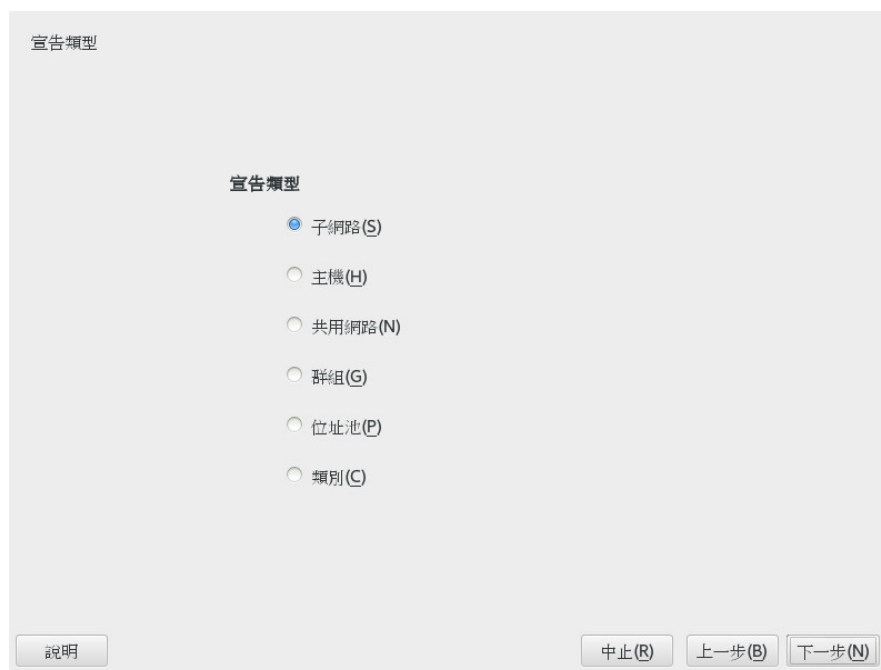 宣告類型
宣告類型
子網路(S)
主機(H)
共用網路(N)
群組(G)
位址池(P)
類別(C)
說明 中止(R) 上一步(B) 下一步(N)